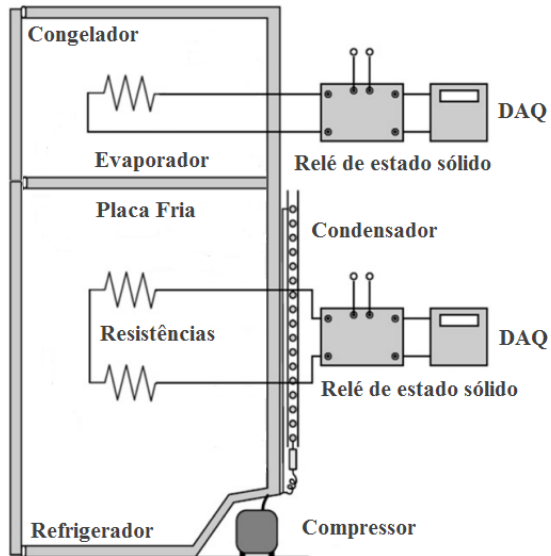 Congelador
DAQ
Evaporador
Relé de estado sólido
Placa Fria
Condensador
Resistências
DAQ
Relé de estado sólido
Refrigerador
Compressor